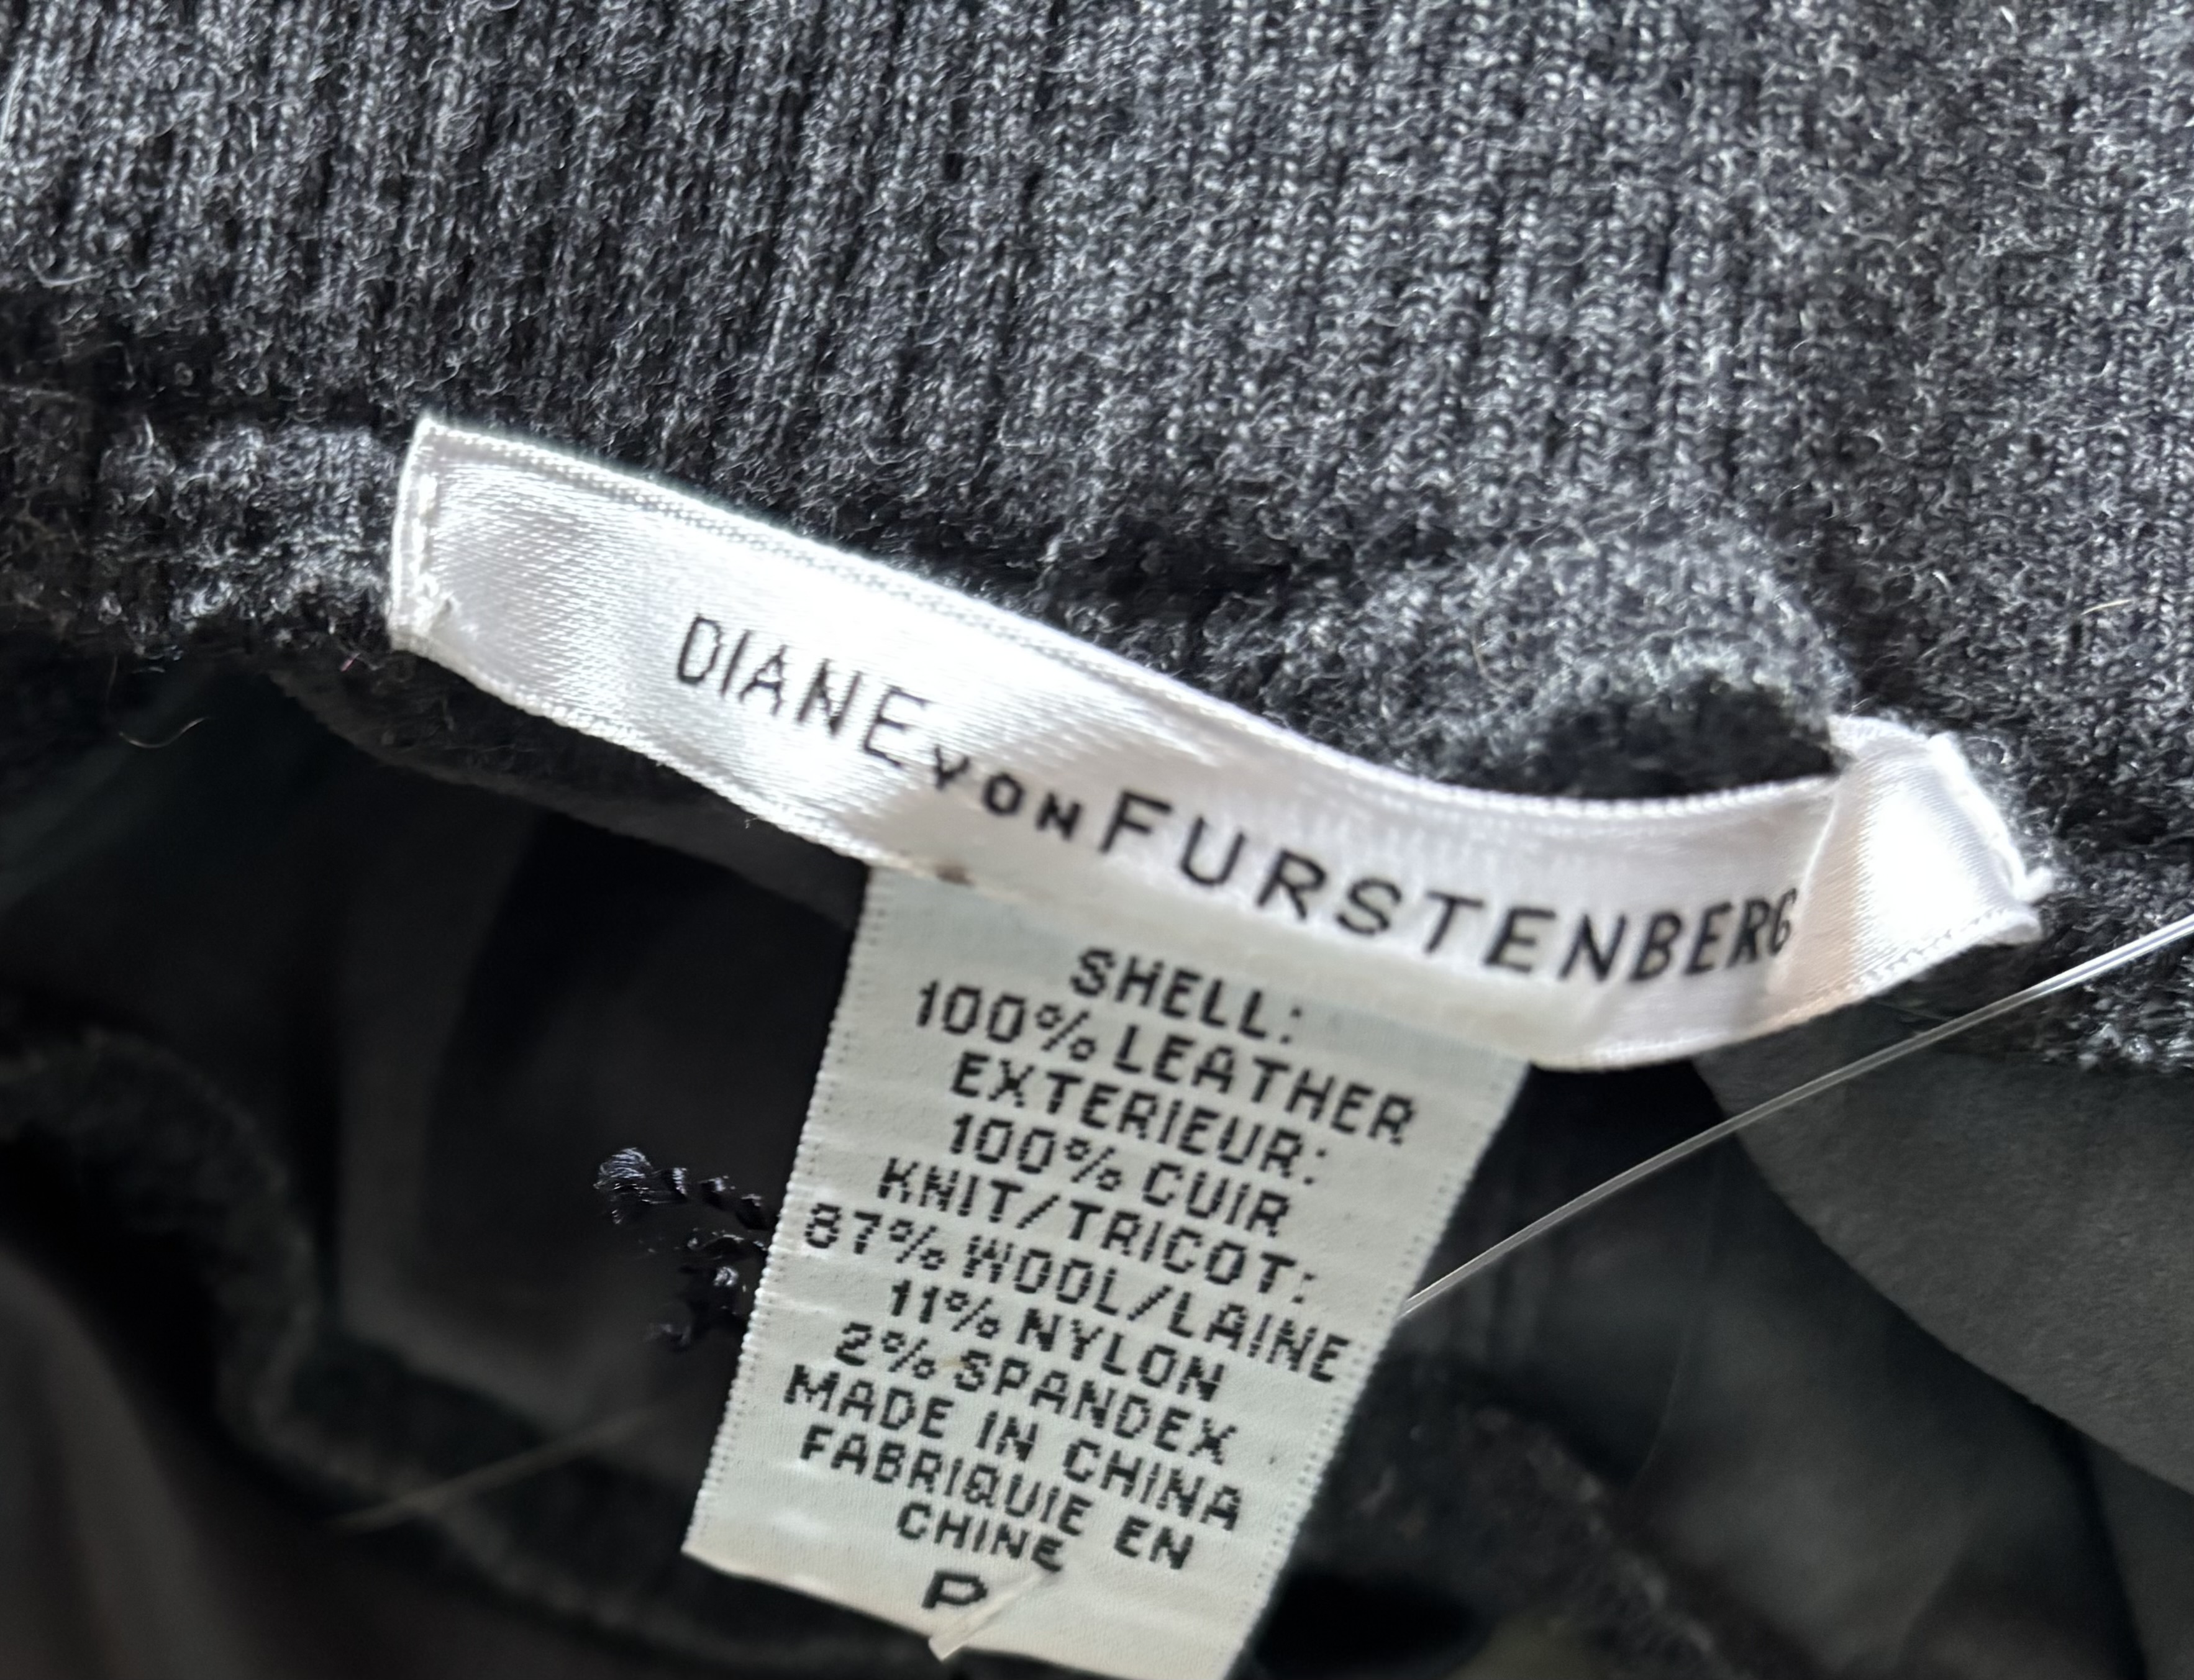 DIANE VON FURSTENBERG
SHELL:
100% LEATHER
EXTERIEUR:
100% CUIR
KNIT/TRICOT:
87% WOOL/LAINE
11% NYLON
2% SPANDEX
MADE IN CHINA
FABRIQUIE EN
CHINE
P